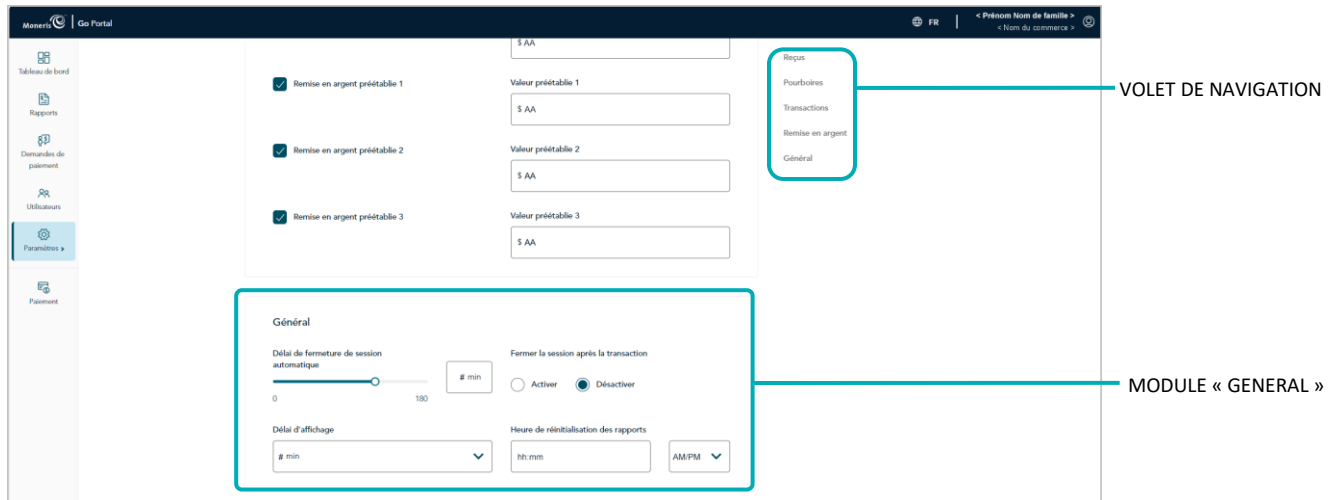 Moneris Go Portal
FR
< Prénom Nom de famille >
< Nom du commerce >
Tableau de bord
Rapports
Demandes de
paiement
Utilisateurs
Paramètres
Paiement
$ AA
Remise en argent préétablie 1
Valeur préétablie 1
$ AA
Remise en argent préétablie 2
Valeur préétablie 2
$ AA
Remise en argent préétablie 3
Valeur préétablie 3
$ AA
Reçus
Pourboires
Transactions
Remise en argent
Général
VOLET DE NAVIGATION
Général
Délai de fermeture de session
automatique
# min
0 180
Fermer la session après la transaction
Activer Désactiver
Délai d'affichage
# min
Heure de réinitialisation des rapports
hh:mm
AM/PM
MODULE « GENERAL »